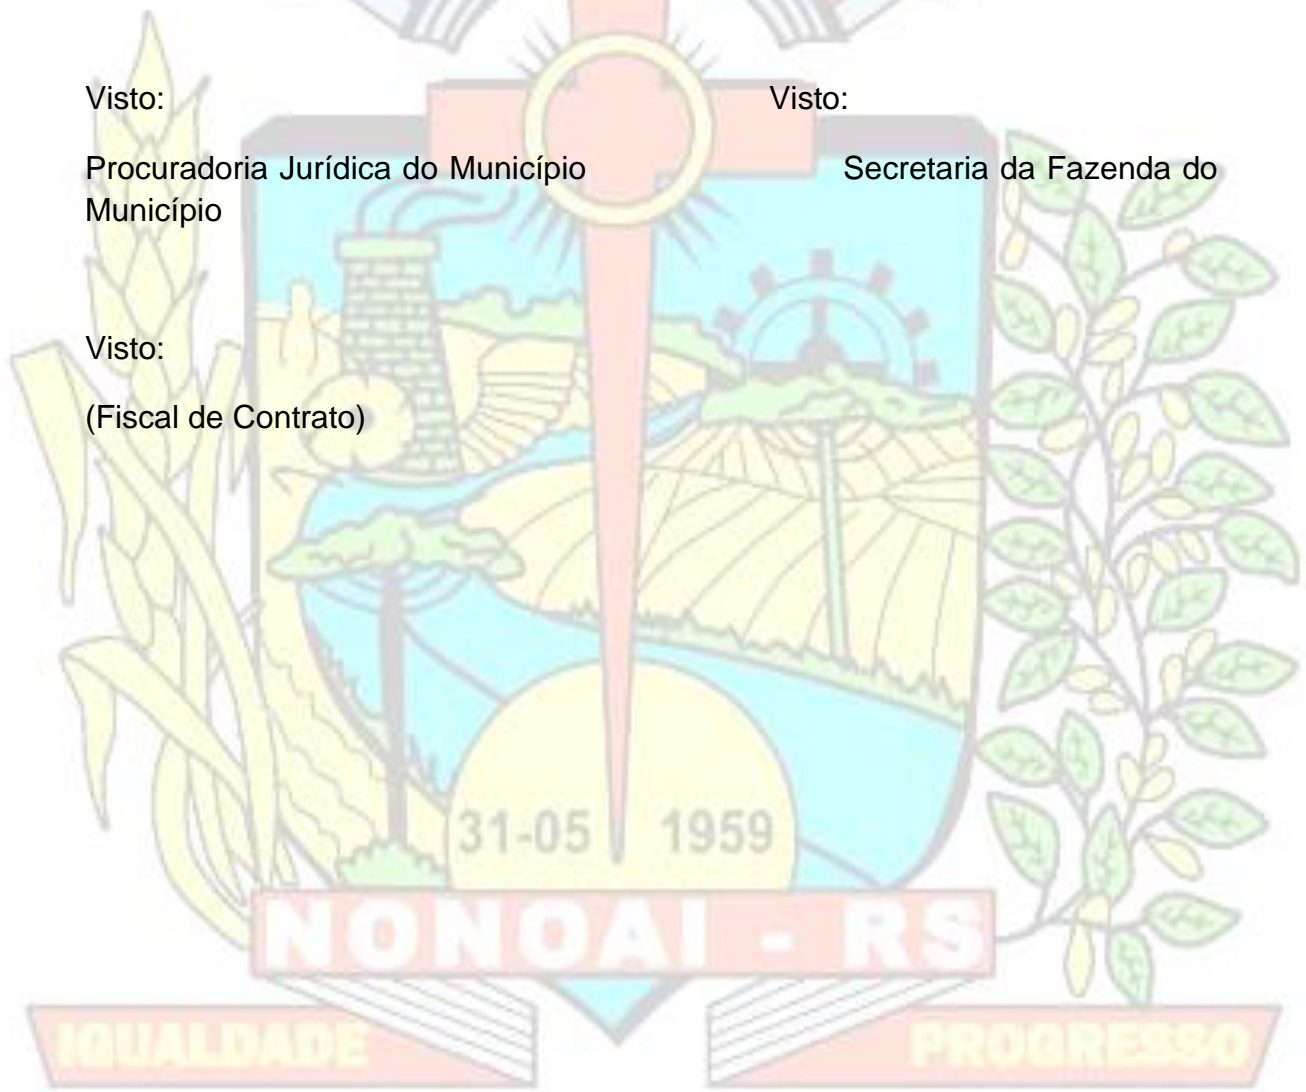 Visto: Visto:
Procuradoria Jurídica do Município Secretaria da Fazenda do
Município
Visto:
(Fiscal de Contrato)
31-05 1959
NONOAI - RS
IGUALDADE PROGRESSO